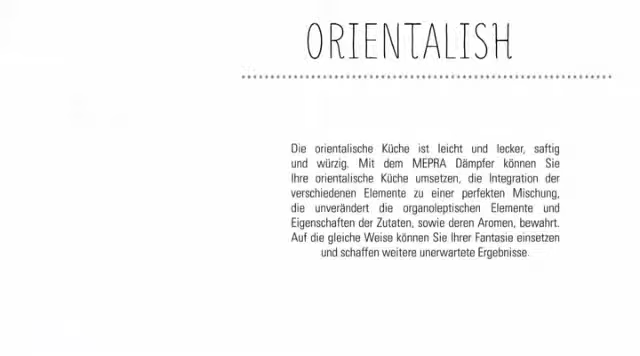 ORIENTALISH
Die orientalische Küche ist leicht und lecker, saftig
und würzig. Mit dem MEPRA Dämpfer können Sie
Ihre orientalische Küche umsetzen, die Integration der
verschiedenen Elemente zu einer perfekten Mischung,
die unverändert die organoleptischen Elemente und
Eigenschaften der Zutaten, sowie deren Aromen, bewahrt.
Auf die gleiche Weise können Sie Ihrer Fantasie einsetzen
und schaffen weitere unerwartete Ergebnisse.